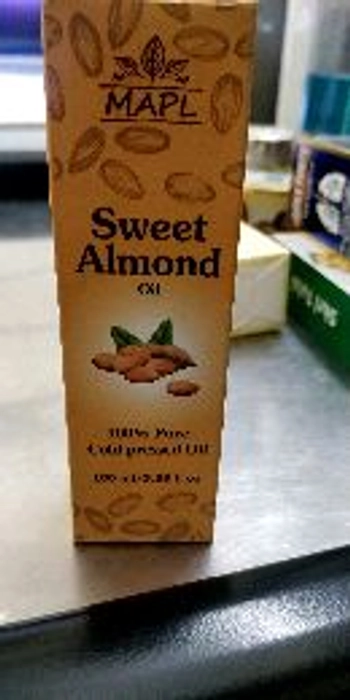 MAPL
Sweet
Almond
Oil
100% Pure
Cold pressed Oil